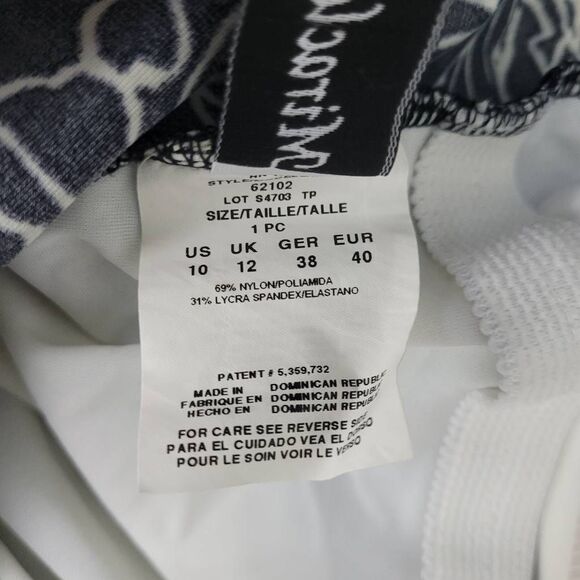 Miraclesuit
62102
LOT S4703 TP
SIZE/TAILLE/TALLE
1 PC
US UK GER EUR
10 12 38 40
69% NYLON/POLIAMIDA
31% LYCRA SPANDEX/ELASTANO
PATENT # 5,359,732
MADE IN DOMINICAN REPUBLIC
FABRIQUE EN DOMINICAN REPUBLIC
HECHO EN DOMINICAN REPUBLIC
FOR CARE SEE REVERSE SIDE
PARA EL CUIDADO VEA EL DORSO
POUR LE SOIN VOIR LE VERSO